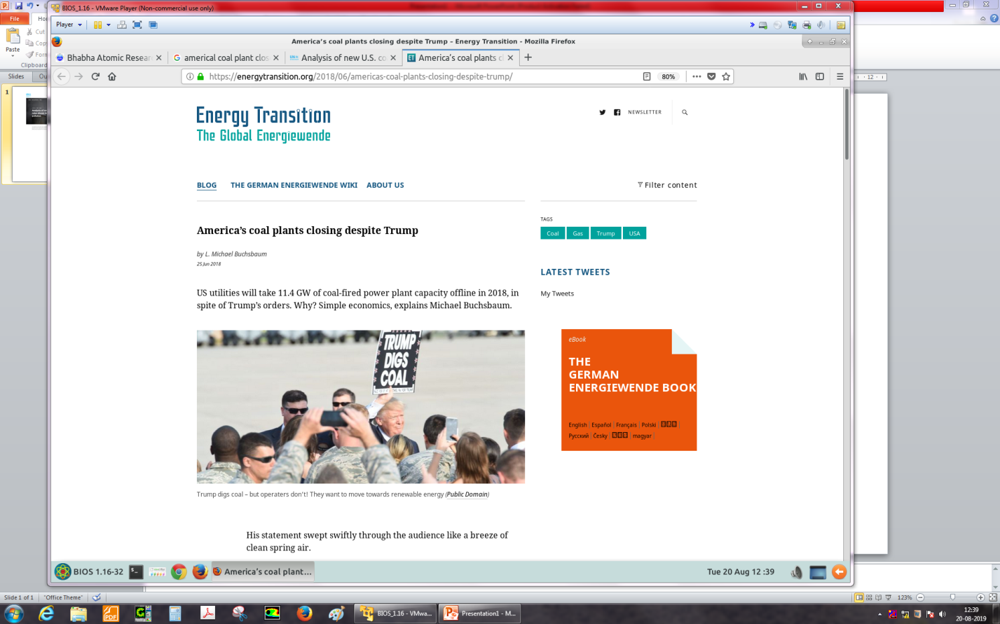 BIOS_1.16 - VMware Player (Non-commercial use only)
File
Paste
Cut
Clipboard
Slides
Player
America's coal plants closing despite Trump – Energy Transition - Mozilla Firefox
Bhabha Atomic Resear
americal coal plant clos
Analysis of new U.S. co
America's coal plants cl
https://energytransition.org/2018/06/americas-coal-plants-closing-despite-trump/
80%
Energy Transition
The Global Energiewende
NEWSLETTER
BLOG
THE GERMAN ENERGIEWENDE WIKI
ABOUT US
Filter content
America's coal plants closing despite Trump
by L. Michael Buchsbaum
25 Jun 2018
US utilities will take 11.4 GW of coal-fired power plant capacity offline in 2018, in
spite of Trump's orders. Why? Simple economics, explains Michael Buchsbaum.
TRUMP
DIGS
COAL
Trump digs coal – but operaters don't! They want to move towards renewable energy (Public Domain)
His statement swept swiftly through the audience like a breeze of
clean spring air.
TAGS
Coal
Gas
Trump
USA
LATEST TWEETS
My Tweets
eBook
THE
GERMAN
ENERGIEWENDE BOOK
English | Español | Français | Polski |
Русский | Česky | magyar |
BIOS 1.16-32
America's coal plant...
Tue 20 Aug 12 :39
Slide 1 of 1
"Office Theme"
123%
BIOS_1.16 - VMwa...
Presentation1 - M...
12:39
20-08-2019